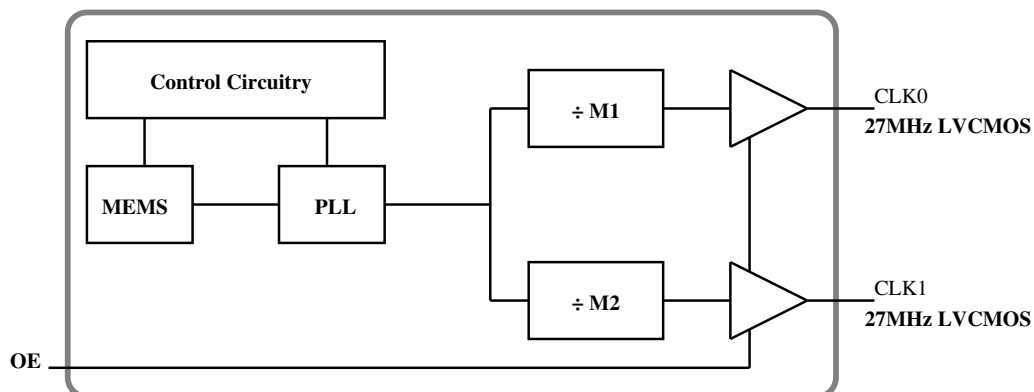 Control Circuitry
MEMS
PLL
÷ M1
÷ M2
CLK0
27MHz LVCMOS
CLK1
27MHz LVCMOS
OE